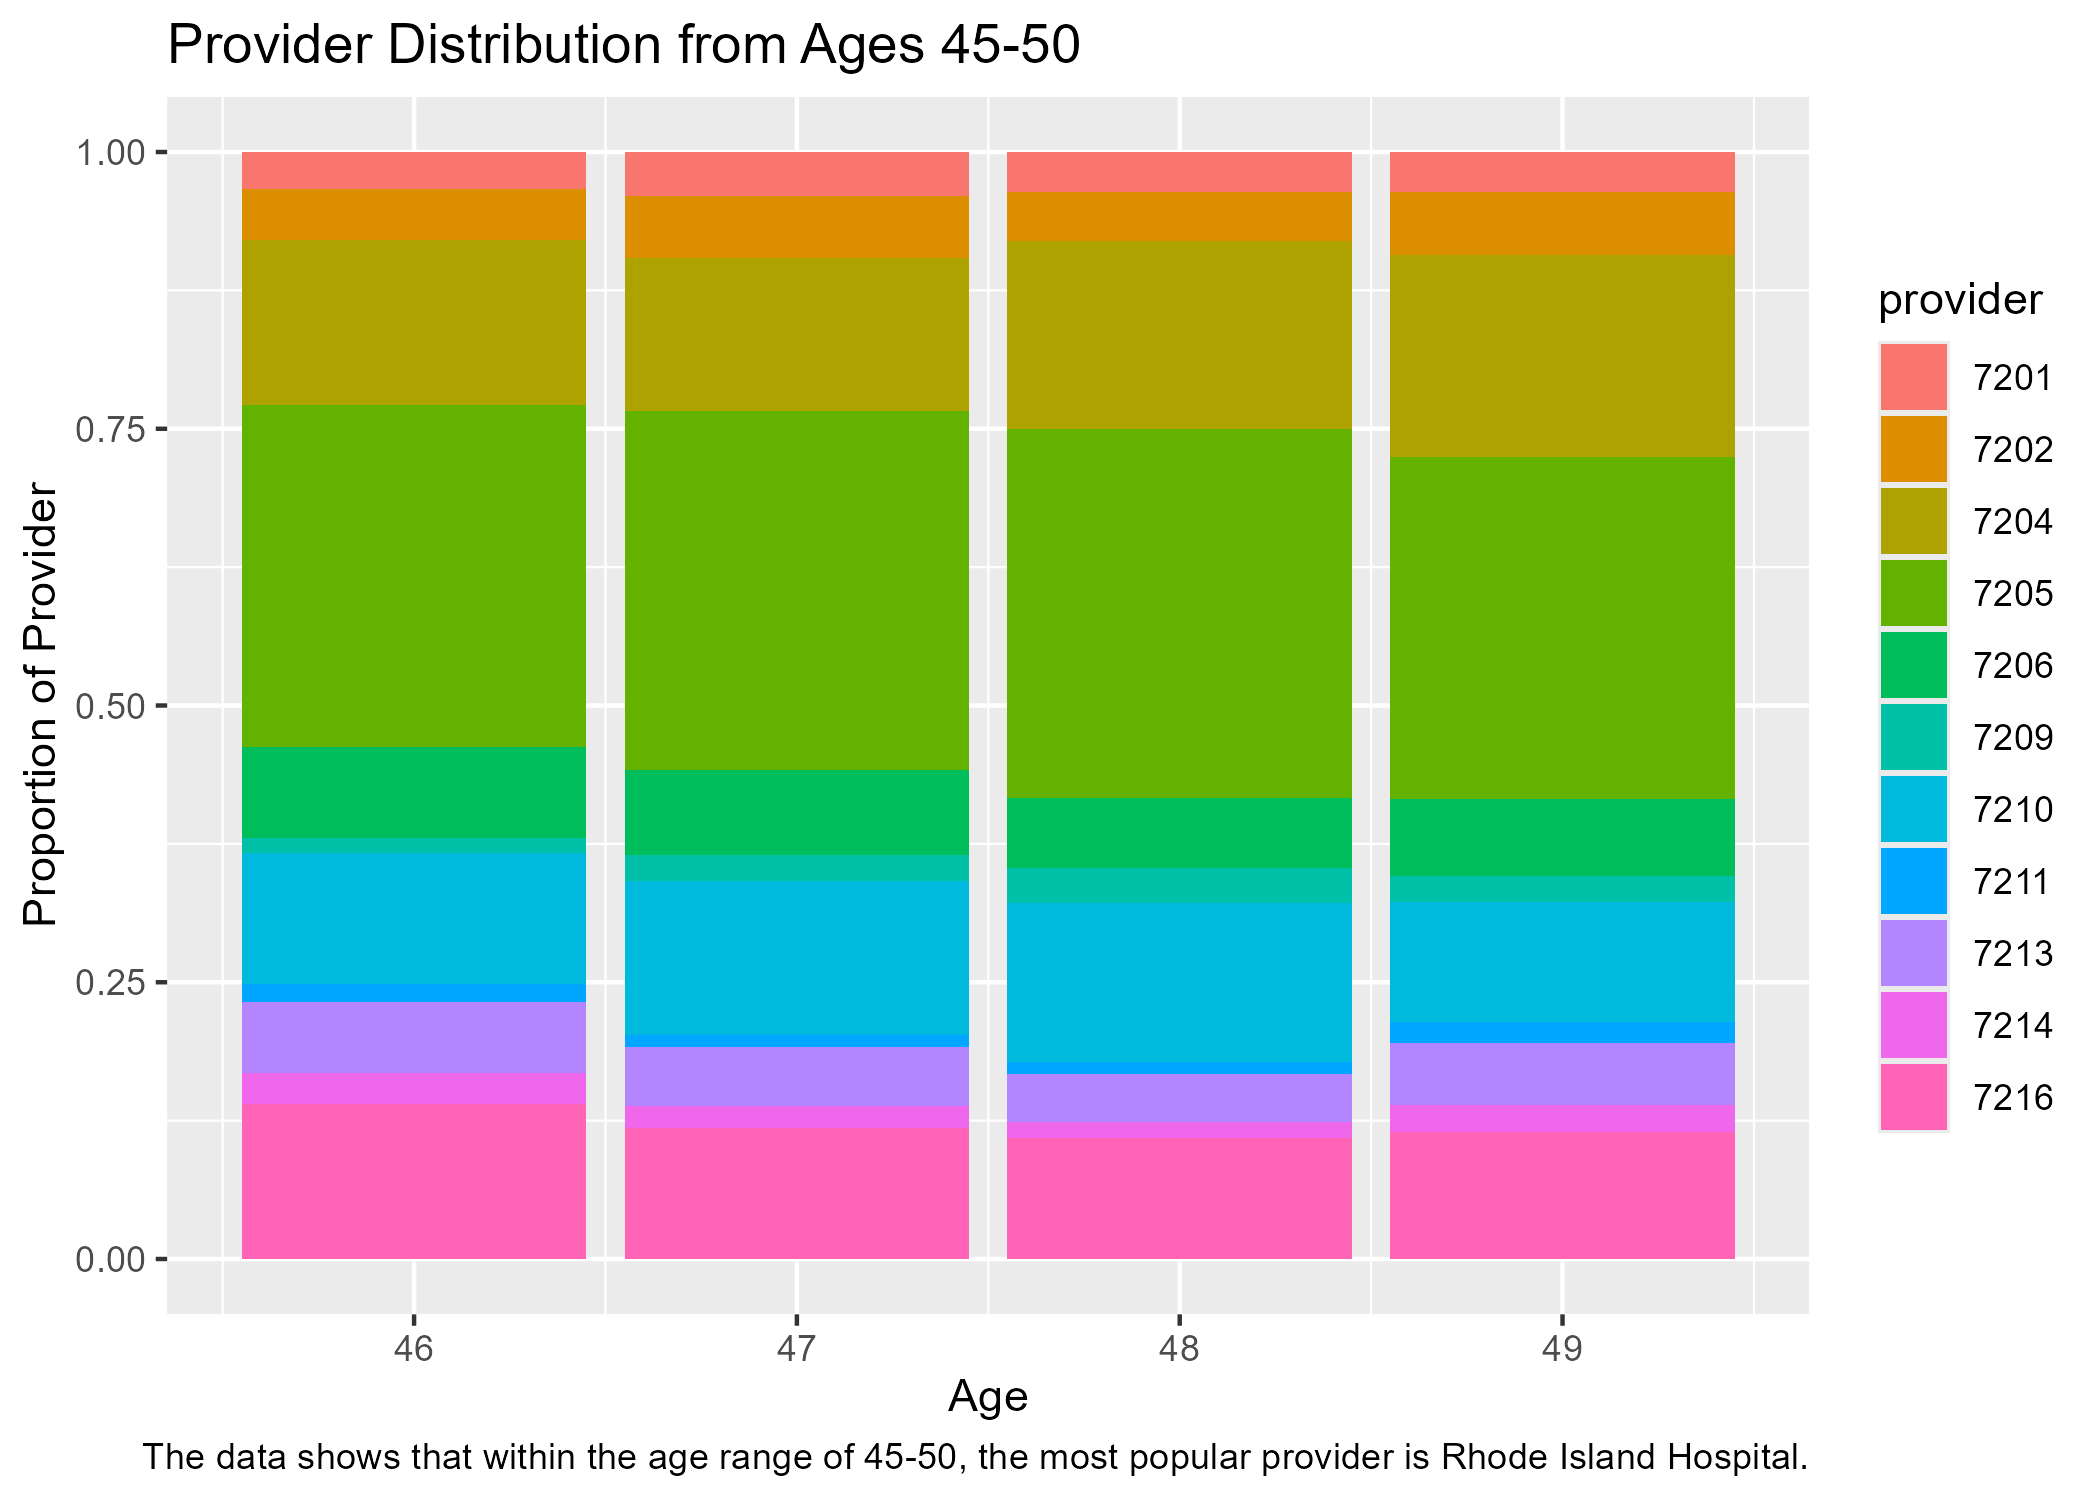 Provider Distribution from Ages 45-50
1.00
0.75
0.50
0.25
0.00
Proportion of Provider
46 47 48 49
Age
provider
7201
7202
7204
7205
7206
7209
7210
7211
7213
7214
7216
The data shows that within the age range of 45-50, the most popular provider is Rhode Island Hospital.